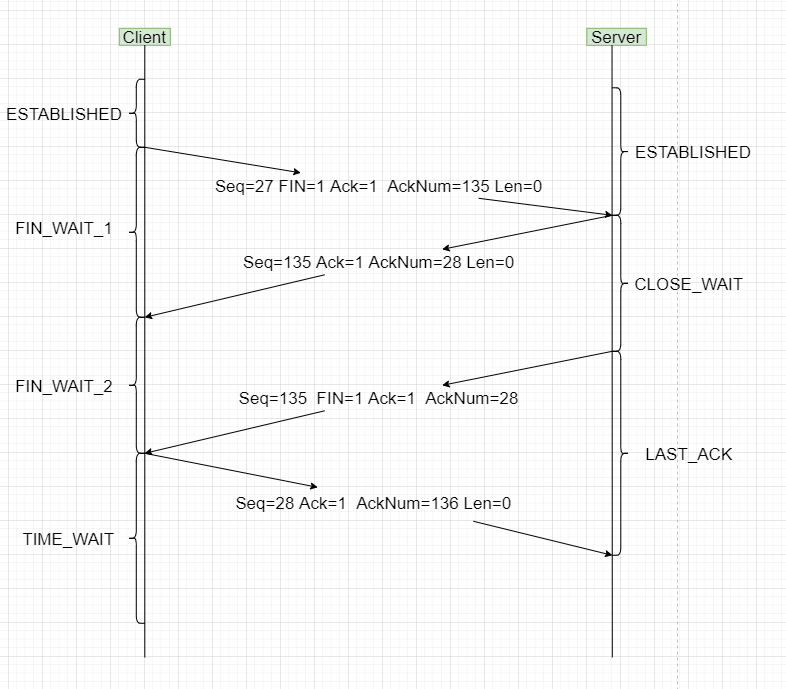 Client
Server
ESTABLISHED
ESTABLISHED
Seq=27 FIN=1 Ack=1  AckNum=135 Len=0
FIN_WAIT_1
Seq=135 Ack=1 AckNum=28 Len=0
CLOSE_WAIT
FIN_WAIT_2
Seq=135  FIN=1 Ack=1  AckNum=28
LAST_ACK
Seq=28 Ack=1  AckNum=136 Len=0
TIME_WAIT